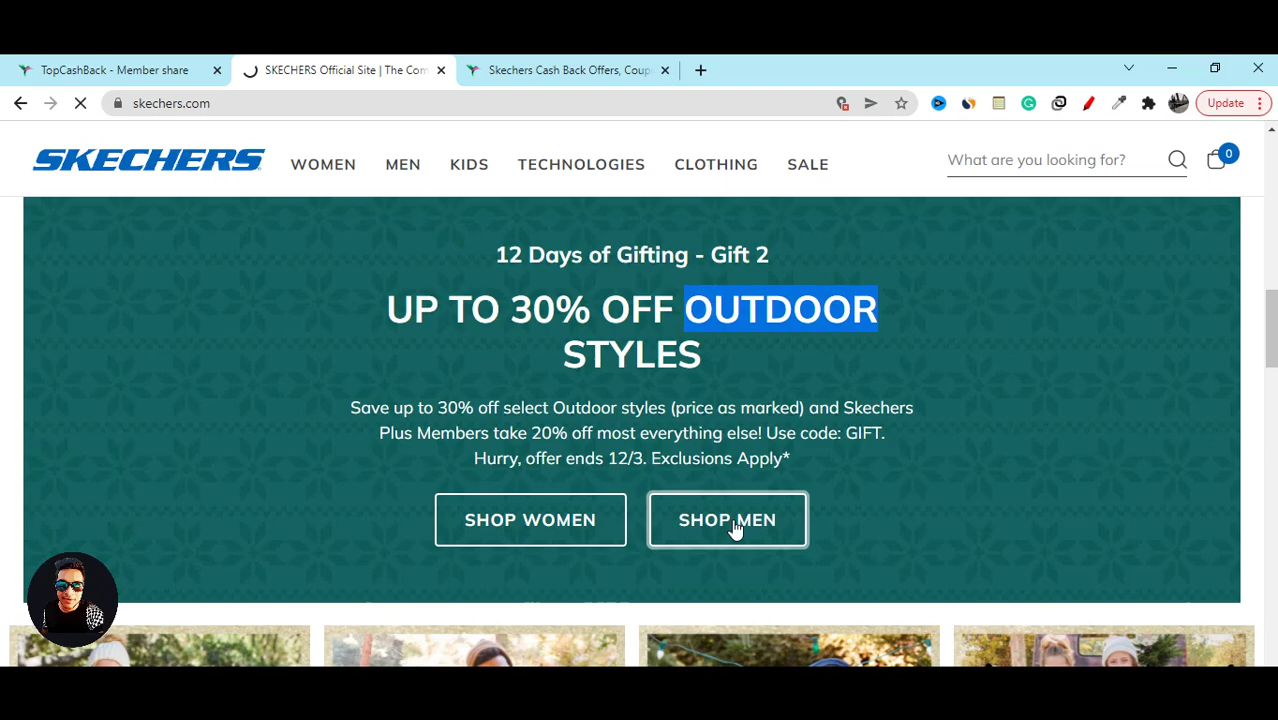 TopCashBack - Member share
SKECHERS Official Site | The Com
Skechers Cash Back Offers, Coup
skechers.com
Update
SKECHERS
WOMEN MEN KIDS TECHNOLOGIES CLOTHING SALE
What are you looking for?
0
12 Days of Gifting - Gift 2
UP TO 30% OFF OUTDOOR
STYLES
Save up to 30% off select Outdoor styles (price as marked) and Skechers
Plus Members take 20% off most everything else! Use code: GIFT.
Hurry, offer ends 12/3. Exclusions Apply*
SHOP WOMEN
SHOP MEN